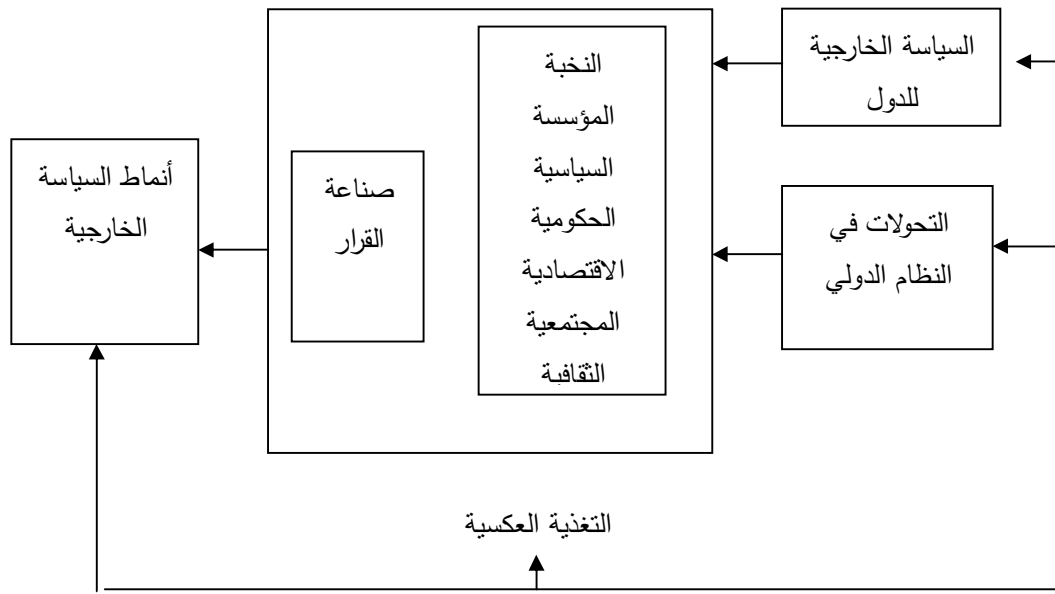 السياسة الخارجية
للدول
التحولات في
النظام الدولي
النخبة
المؤسسة
السياسية
الحكومية
الاقتصادية
المجتمعية
الثقافية
صناعة
القرار
أنماط السياسة
الخارجية
التغذية العكسية